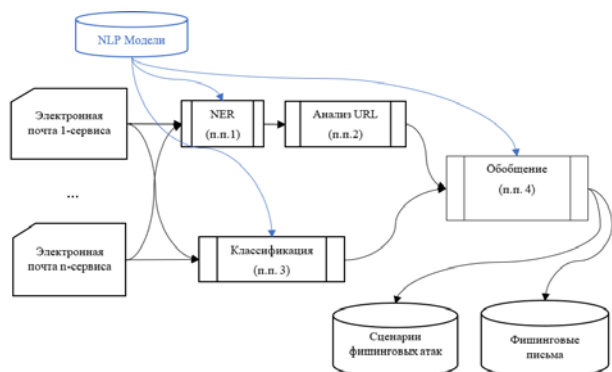 NLP Модели
Электронная
почта 1-сервиса
NER
(п.п.1)
Анализ URL
(п.п.2)
Обобщение
(п.п. 4)
...
Электронная
почта n-сервиса
Классификация
(п.п. 3)
Сценарии
фишинговых атак
Фишинговые
письма